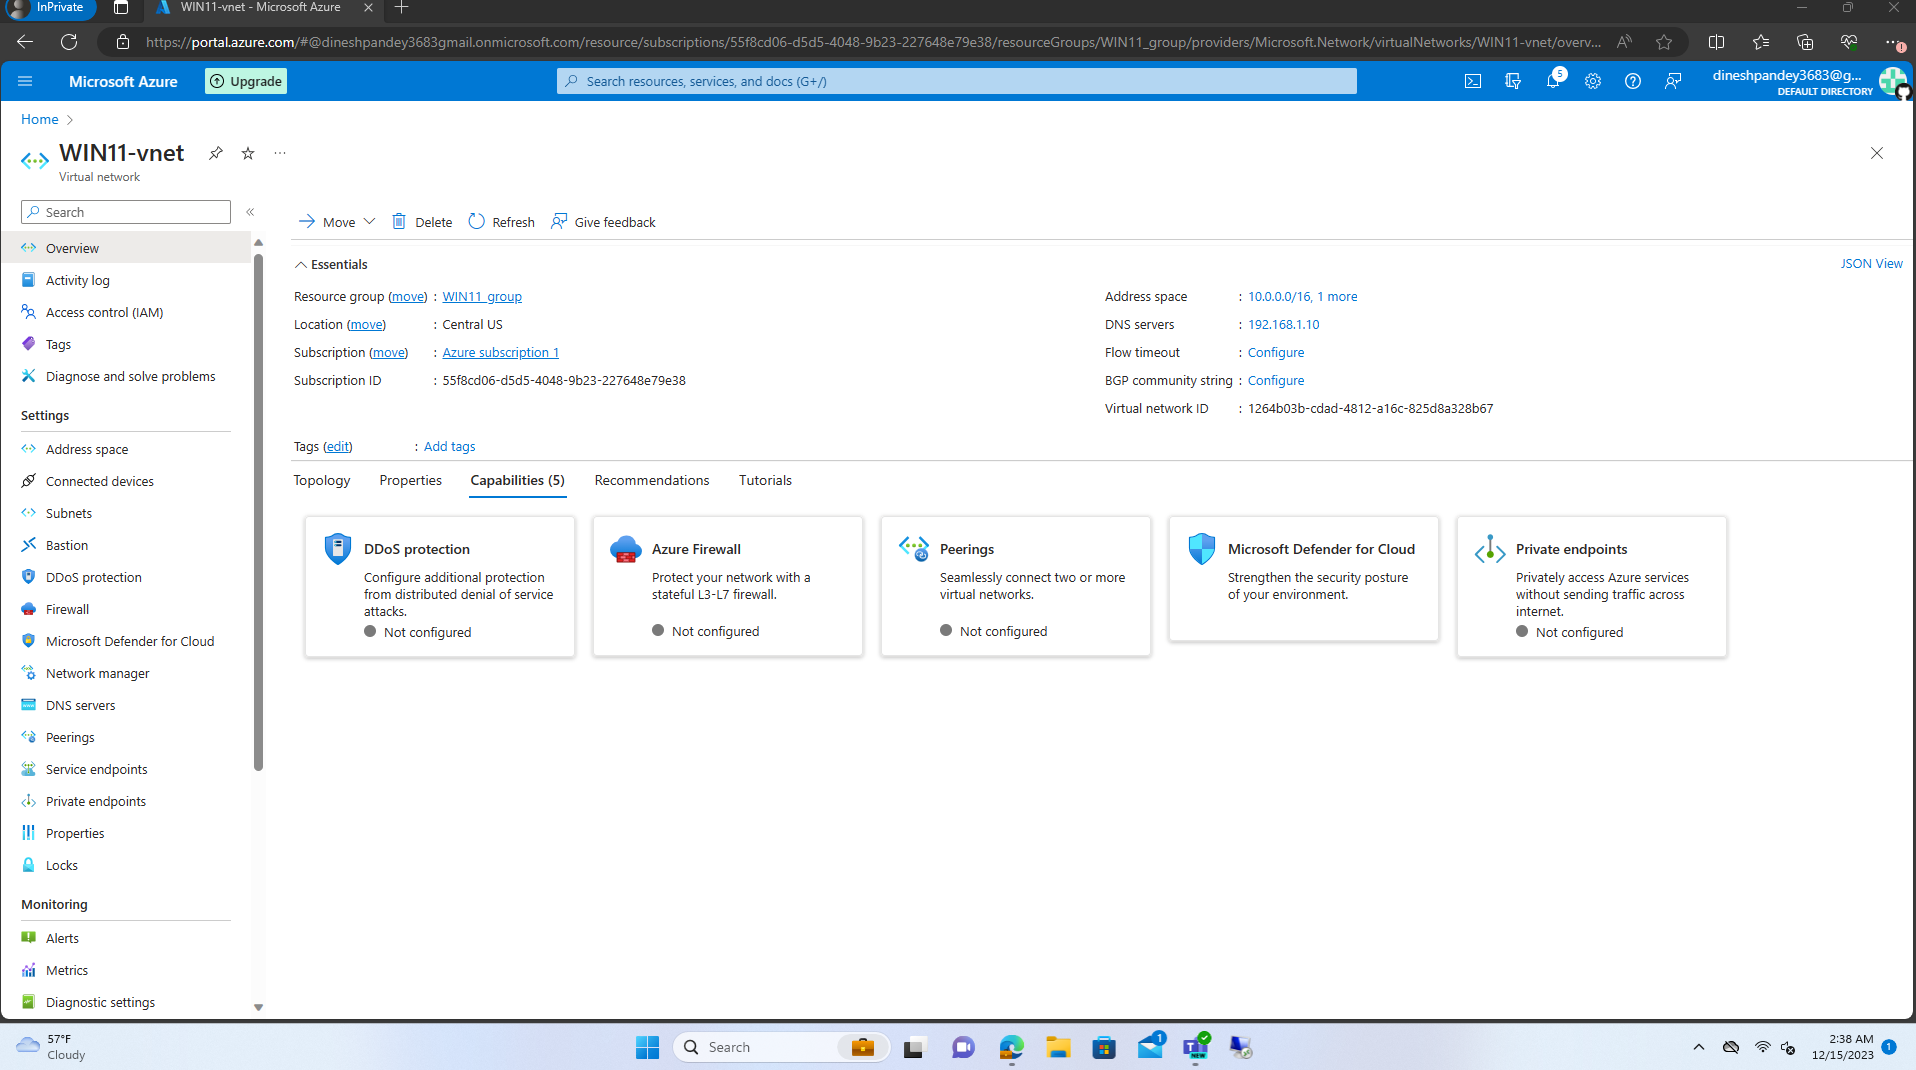 InPrivate
WIN11-vnet - Microsoft Azure
https://portal.azure.com/#@dineshpandey3683gmail.onmicrosoft.com/resource/subscriptions/55f8cd06-d5d5-4048-9b23-227648e79e38/resourceGroups/WIN11_group/providers/Microsoft.Network/virtualNetworks/WIN11-vnet/overv...
Microsoft Azure
Upgrade
Search resources, services, and docs (G+/)
5
dineshpandey3683@g...
DEFAULT DIRECTORY
Home
WIN11-vnet
Virtual network
Search
Overview
Activity log
Access control (IAM)
Tags
Diagnose and solve problems
Settings
Address space
Connected devices
Subnets
Bastion
DDoS protection
Firewall
Microsoft Defender for Cloud
Network manager
DNS servers
Peerings
Service endpoints
Private endpoints
Properties
Locks
Monitoring
Alerts
Metrics
Diagnostic settings
Move
Delete
Refresh
Give feedback
Essentials
JSON View
Resource group (move) : WIN11_group
Location (move) : Central US
Subscription (move) : Azure subscription 1
Subscription ID : 55f8cd06-d5d5-4048-9b23-227648e79e38
Address space : 10.0.0.0/16, 1 more
DNS servers : 192.168.1.10
Flow timeout : Configure
BGP community string : Configure
Virtual network ID : 1264b03b-cdad-4812-a16c-825d8a328b67
Tags (edit) : Add tags
Topology
Properties
Capabilities (5)
Recommendations
Tutorials
DDoS protection
Configure additional protection
from distributed denial of service
attacks.
Not configured
Azure Firewall
Protect your network with a
stateful L3-L7 firewall.
Not configured
Peerings
Seamlessly connect two or more
virtual networks.
Not configured
Microsoft Defender for Cloud
Strengthen the security posture
of your environment.
Private endpoints
Privately access Azure services
without sending traffic across
internet.
Not configured
57°F
Cloudy
Search
1
NEW
2:38 AM
12/15/2023
1